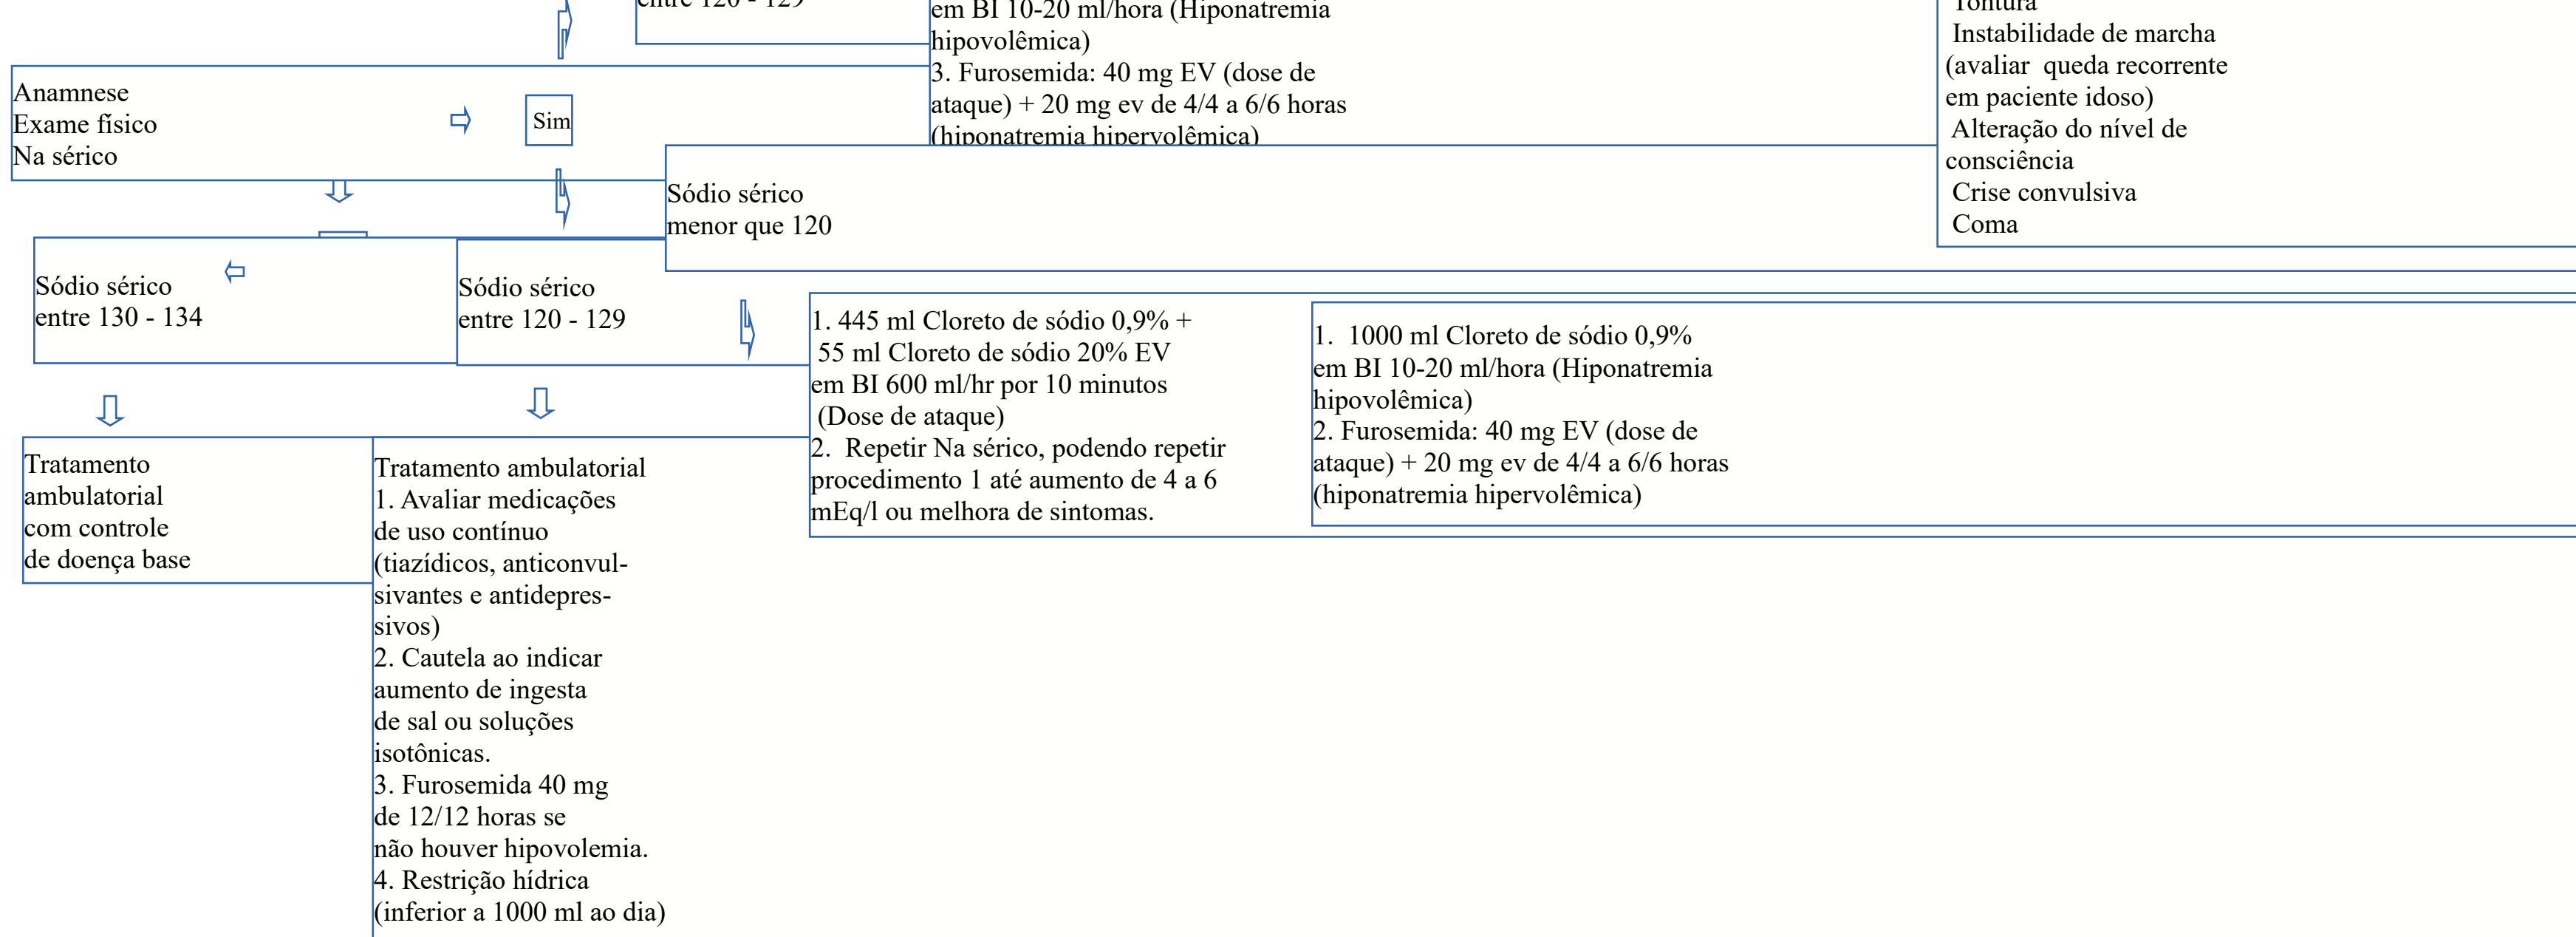 entre 120 - 129
em BI 10-20 ml/hora (Hiponatremia
hipovolêmica)
3. Furosemida: 40 mg EV (dose de
ataque) + 20 mg ev de 4/4 a 6/6 horas
(hiponatremia hipervolêmica)
Tontura
Instabilidade de marcha
(avaliar  queda recorrente
em paciente idoso)
Alteração do nível de
consciência
Crise convulsiva
Coma
Anamnese
Exame físico
Na sérico
Sim
Sódio sérico
menor que 120
Sódio sérico
entre 130 - 134
Sódio sérico
entre 120 - 129
1. 445 ml Cloreto de sódio 0,9% +
55 ml Cloreto de sódio 20% EV
em BI 600 ml/hr por 10 minutos
(Dose de ataque)
2.  Repetir Na sérico, podendo repetir
procedimento 1 até aumento de 4 a 6
mEq/l ou melhora de sintomas.
1.  1000 ml Cloreto de sódio 0,9%
em BI 10-20 ml/hora (Hiponatremia
hipovolêmica)
2. Furosemida: 40 mg EV (dose de
ataque) + 20 mg ev de 4/4 a 6/6 horas
(hiponatremia hipervolêmica)
Tratamento
ambulatorial
com controle
de doença base
Tratamento ambulatorial
1. Avaliar medicações
de uso contínuo
(tiazídicos, anticonvul-
sivantes e antidepres-
sivos)
2. Cautela ao indicar
aumento de ingesta
de sal ou soluções
isotônicas.
3. Furosemida 40 mg
de 12/12 horas se
não houver hipovolemia.
4. Restrição hídrica
(inferior a 1000 ml ao dia)